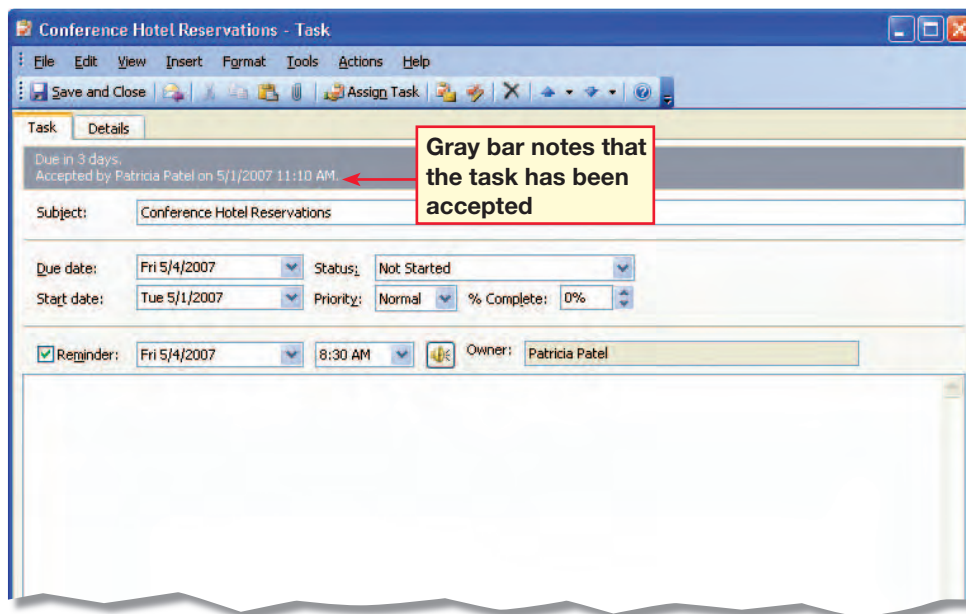 Conference Hotel Reservations - Task
File Edit View Insert Format Tools Actions Help
Save and Close Assign Task
Task Details
Due in 3 days.
Accepted by Patricia Patel on 5/1/2007 11:10 AM.
Gray bar notes that
the task has been
accepted
Subject: Conference Hotel Reservations
Due date: Fri 5/4/2007 Status: Not Started
Start date: Tue 5/1/2007 Priority: Normal % Complete: 0%
Reminder: Fri 5/4/2007 8:30 AM Owner: Patricia Patel